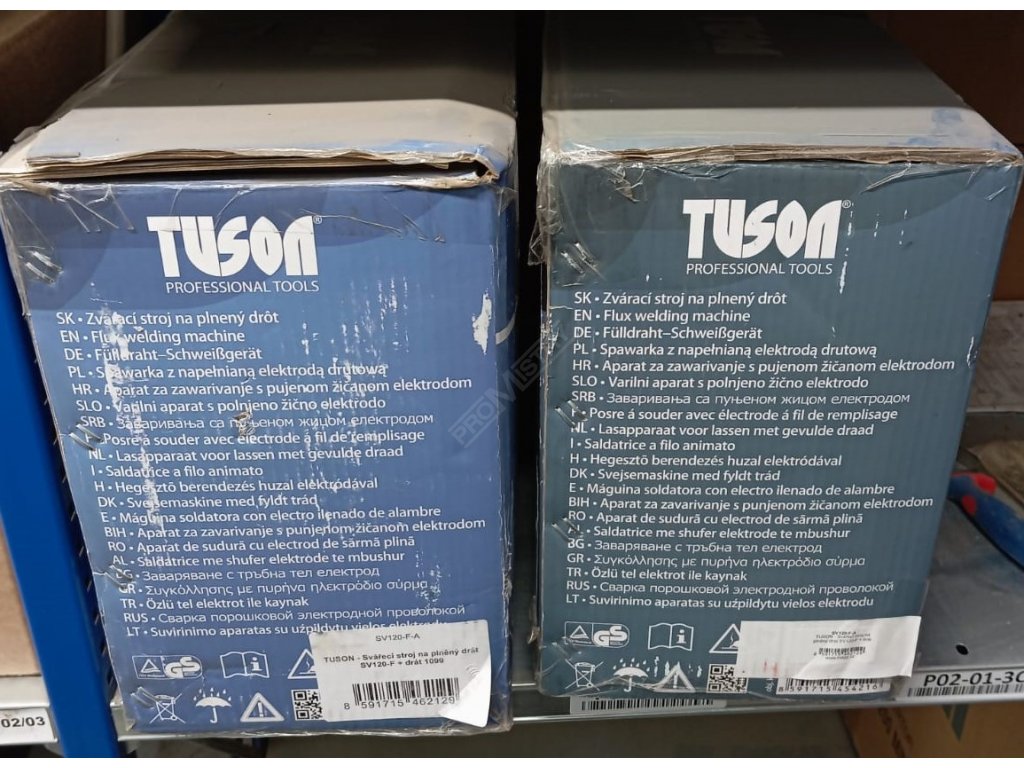 TUSON®
PROFESSIONAL TOOLS
SK • Zvárací stroj na plnený drôt
EN • Flux welding machine
DE • Fülldraht–Schweißgerät
PL • Spawarka z napełnianą elektrodą drutową
HR • Aparat za zavarivanje s pujenom žičanom elektrodom
SLO • Varilni aparat s polnjeno žično elektrodo
SRB • Заваривања са пуњеном жицом електродом
Posre á souder avec électrode á fil de remplisage
NL • Lasapparaat voor lassen met gevulde draad
I • Saldatrice a filo animato
H • Hegesztő berendezés huzal elektródával
DK • Svejsemaskine med fyldt trád
E • Máguina soldatora con electro ilenado de alambre
BIH • Aparat za zavarivanje s punjenom žičanom elektrodom
RO • Aparat de sudură cu electrod de sârmă plină
AL • Saldatrice me shufer elektrode te mbushur
BG • Заваряване с тръбна тел електрод
GR • Συγκόλλησης με πυρήνα ηλεκτρόδιο σύρμα
TR • Özlü tel elektrot ile kaynak
RUS • Сварка порошковой электродной проволокой
LT • Suvirinimo aparatas su užpildytu vielos elektrodu
SV120-F-A
TUSON - Svářecí stroj na plněný drát
SV120-F + drát 1099
8 591715 462129
TUSON®
PROFESSIONAL TOOLS
SK • Zvárací stroj na plnený drôt
EN • Flux welding machine
DE • Fülldraht–Schweißgerät
PL • Spawarka z napełnianą elektrodą drutową
HR • Aparat za zavarivanje s pujenom žičanom elektrodom
SLO • Varilni aparat s polnjeno žično elektrodo
SRB • Заваривања са пуњеном жицом електродом
Posre á souder avec électrode á fil de remplisage
NL • Lasapparaat voor lassen met gevulde draad
I • Saldatrice a filo animato
H • Hegesztő berendezés huzal elektródával
DK • Svejsemaskine med fyldt trád
E • Máguina soldatora con electro ilenado de alambre
BIH • Aparat za zavarivanje s punjenom žičanom elektrodom
RO • Aparat de sudură cu electrod de sârmă plină
AL • Saldatrice me shufer elektrode te mbushur
BG • Заваряване с тръбна тел електрод
GR • Συγκόλλησης με πυρήνα ηλεκτρόδιο σύρμα
TR • Özlü tel elektrot ile kaynak
RUS • Сварка порошковой электродной проволокой
LT • Suvirinimo aparatas su užpildytu vielos elektrodu
SV120-F-A
8 591715 454216
GS
GS
02/03
P02-01-3C